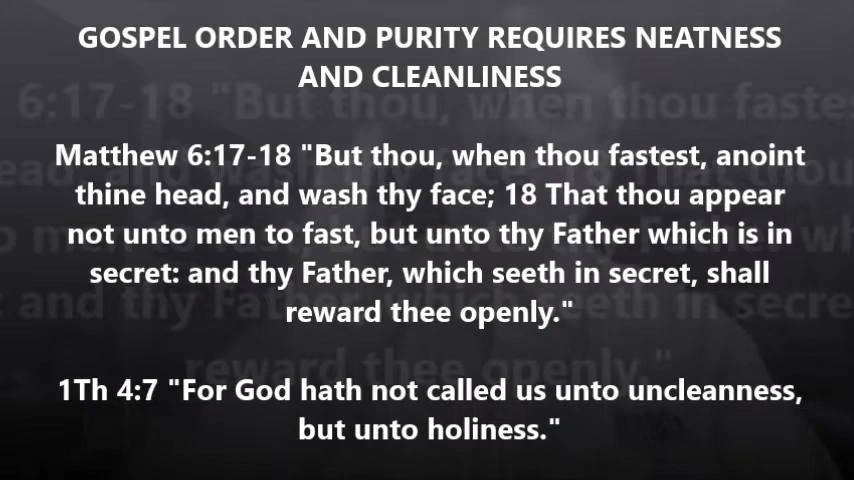 GOSPEL ORDER AND PURITY REQUIRES NEATNESS
AND CLEANLINESS
Matthew 6:17-18 "But thou, when thou fastest, anoint
thine head, and wash thy face; 18 That thou appear
not unto men to fast, but unto thy Father which is in
secret: and thy Father, which seeth in secret, shall
reward thee openly."
1Th 4:7 "For God hath not called us unto uncleanness,
but unto holiness."